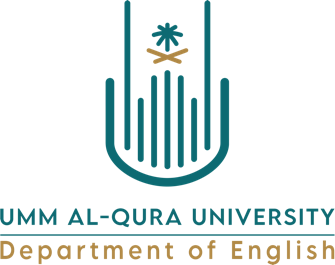 UMM AL-QURA UNIVERSITY
Department of English